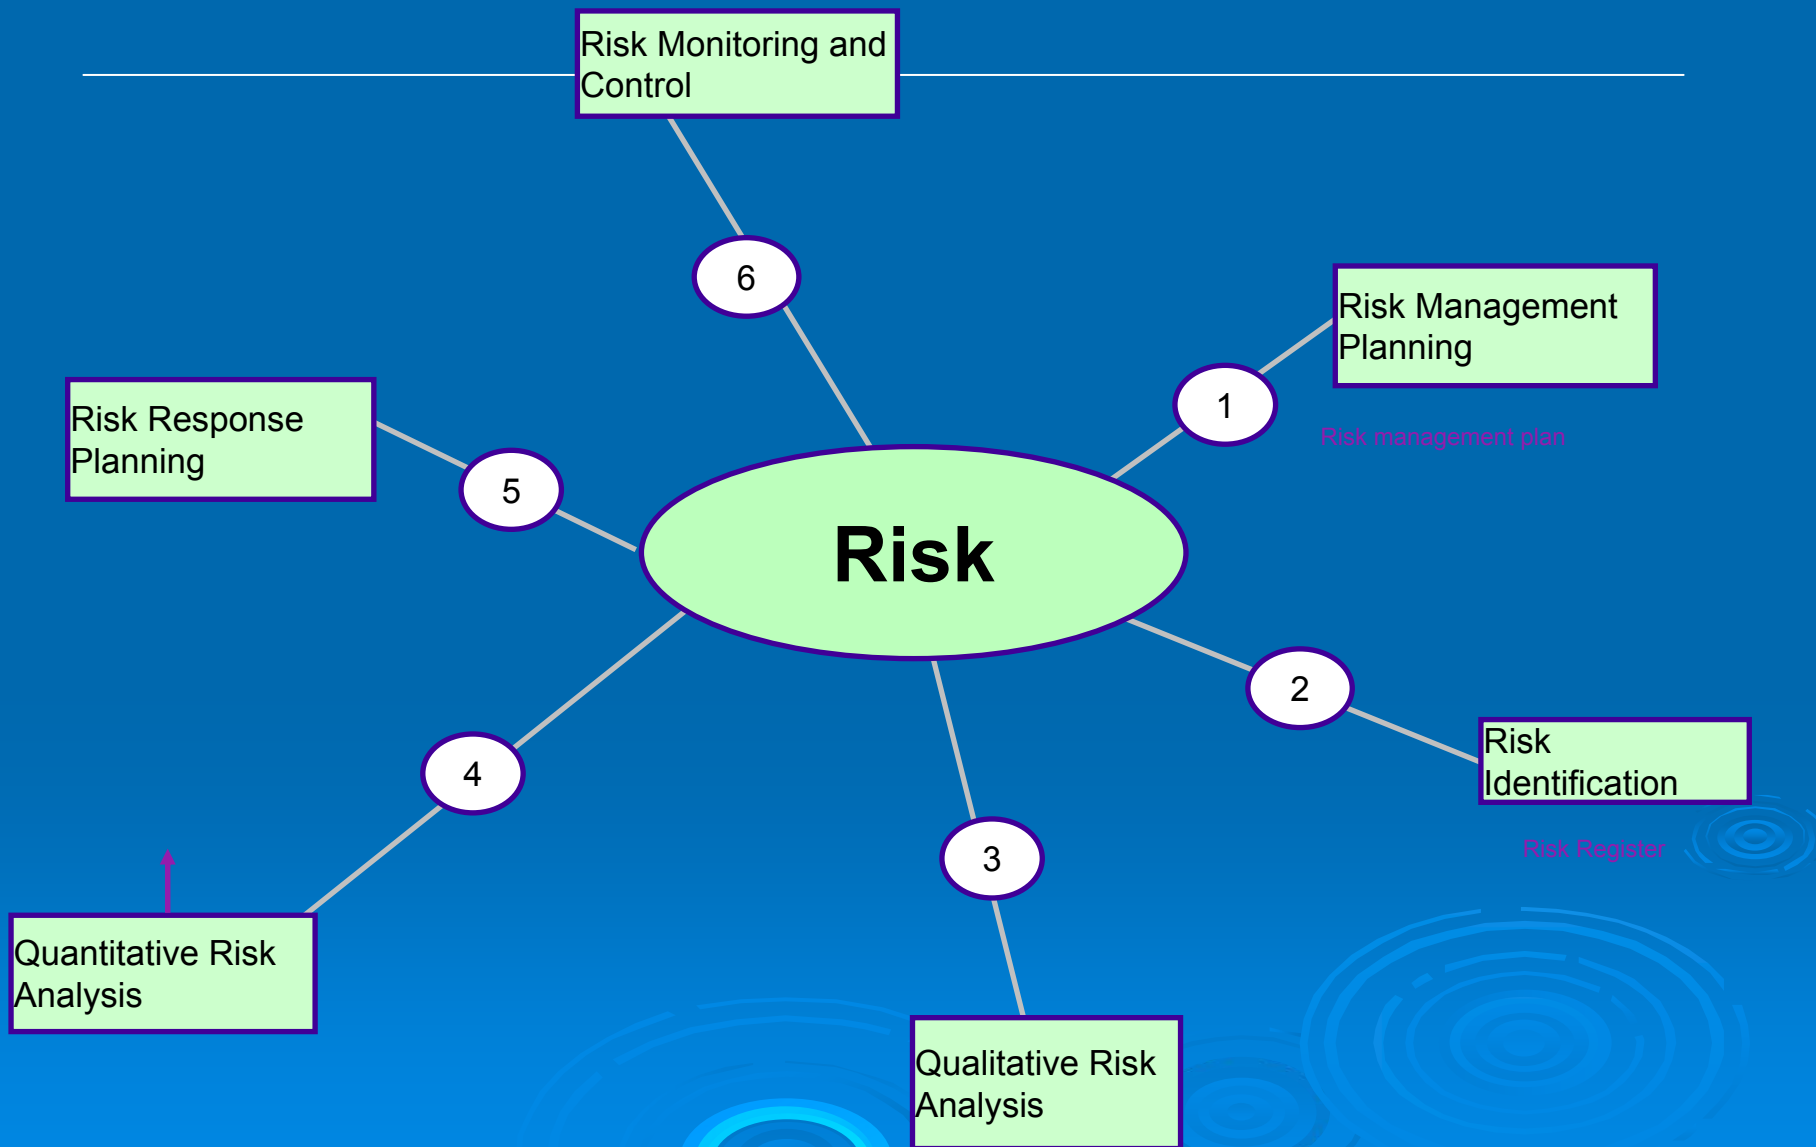 Risk Monitoring and
Control
6
Risk Management
Planning
1
Risk management plan
Risk Response
Planning
5
Risk
2
Risk
Identification
Risk Register
4
3
Quantitative Risk
Analysis
Qualitative Risk
Analysis